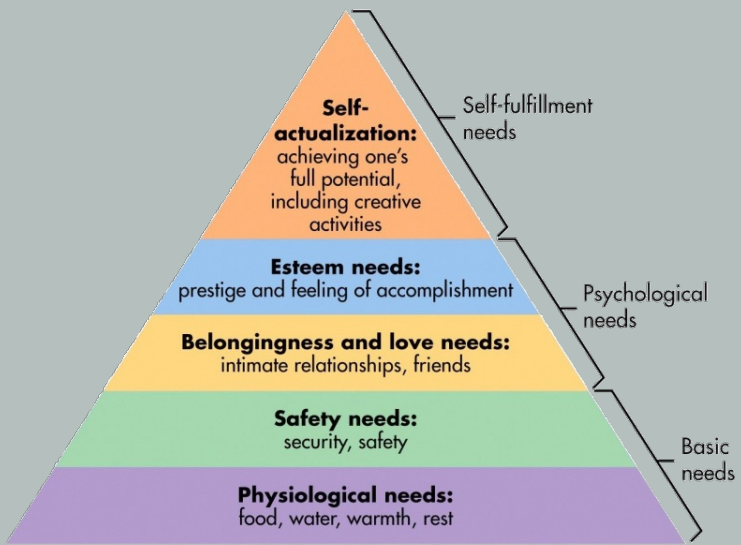 Self-
actualization:
achieving one's
full potential,
including creative
activities
Self-fulfillment
needs
Esteem needs:
prestige and feeling of accomplishment
Psychological
needs
Belongingness and love needs:
intimate relationships, friends
Safety needs:
security, safety
Basic
needs
Physiological needs:
food, water, warmth, rest